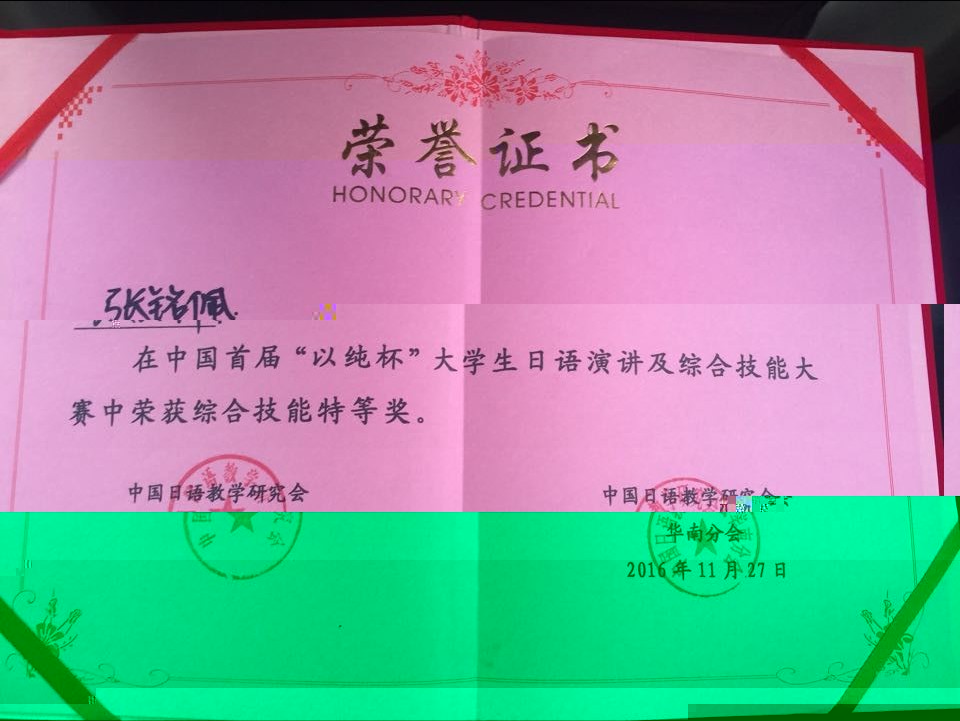 荣誉证书
HONORARY CREDENTIAL
张铭佩
在中国首届“以纯杯”大学生日语演讲及综合技能大
赛中荣获综合技能特等奖。
中国日语教学研究会
中国日语教学研究会
华南分会
2016年11月27日